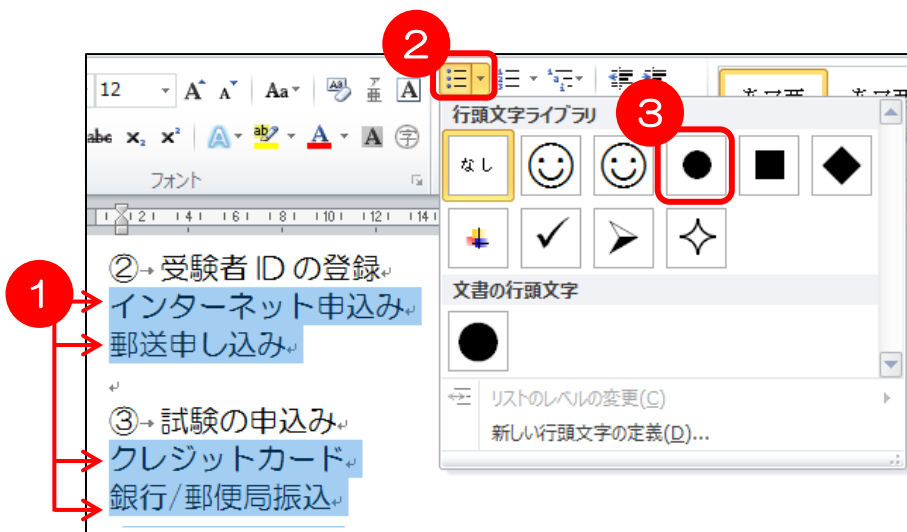 2
12 A A Aa ア亜 A
abc x₂ x² A ab A A 字
フォント
行頭文字ライブラリ
3
なし
2 4 6 8 10 12 14
②→受験者IDの登録
1
インターネット申込み
郵送申し込み
文書の行頭文字
③→試験の申込み
クレジットカード
銀行/郵便局振込
リストのレベルの変更(C)
新しい行頭文字の定義(D)...